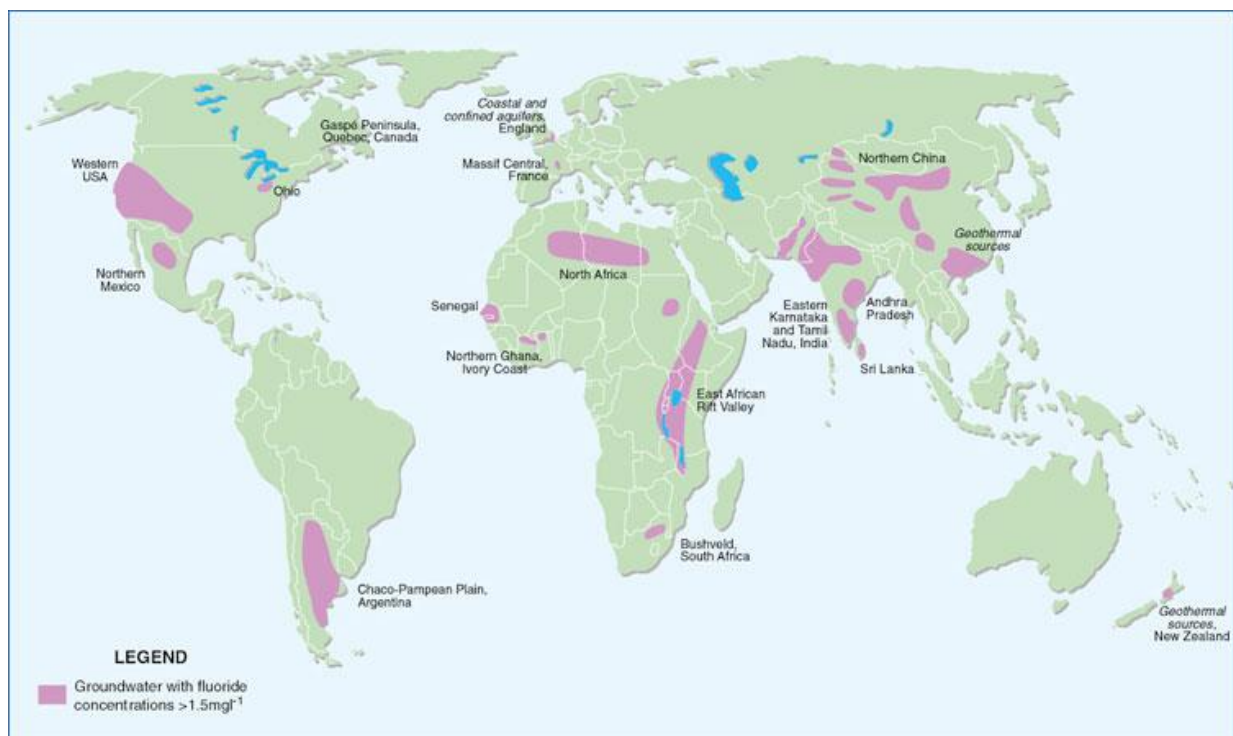 Coastal and
confined aquifers,
England
Gaspé Peninsula,
Quebec, Canada
Western
USA
Massif Central,
France
Northern China
Ohio
Geothermal
sources
North Africa
Northern
Mexico
Senegal
Eastern
Karnataka
and Tamil
Nadu, India
Andhra
Pradesh
Northern Ghana,
Ivory Coast
Sri Lanka
East African
Rift Valley
Bushveld,
South Africa
Chaco-Pampean Plain,
Argentina
Geothermal
sources,
New Zealand
LEGEND
Groundwater with fluoride
concentrations >1.5mgl⁻¹